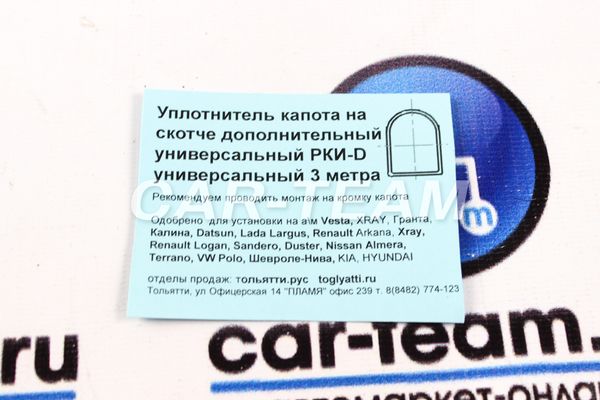 Уплотнитель капота на
скотче дополнительный
универсальный РКИ-D
универсальный 3 метра
Рекомендуем проводить монтаж на кромку капота
Одобрено для установки на а\м Vesta, XRAY, Гранта,
Калина, Datsun, Lada Largus, Renault Arkana, Xray,
Renault Logan, Sandero, Duster, Nissan Almera,
Terrano, VW Polo, Шевроле-Нива, KIA, HYUNDAI
отделы продаж: тольятти.рус toglyatti.ru
Тольятти, ул Офицерская 14 "ПЛАМЯ" офис 239 т. 8(8482) 774-123
CAR-TEAM
m
.ru
car-team.
втомаркет-онлай